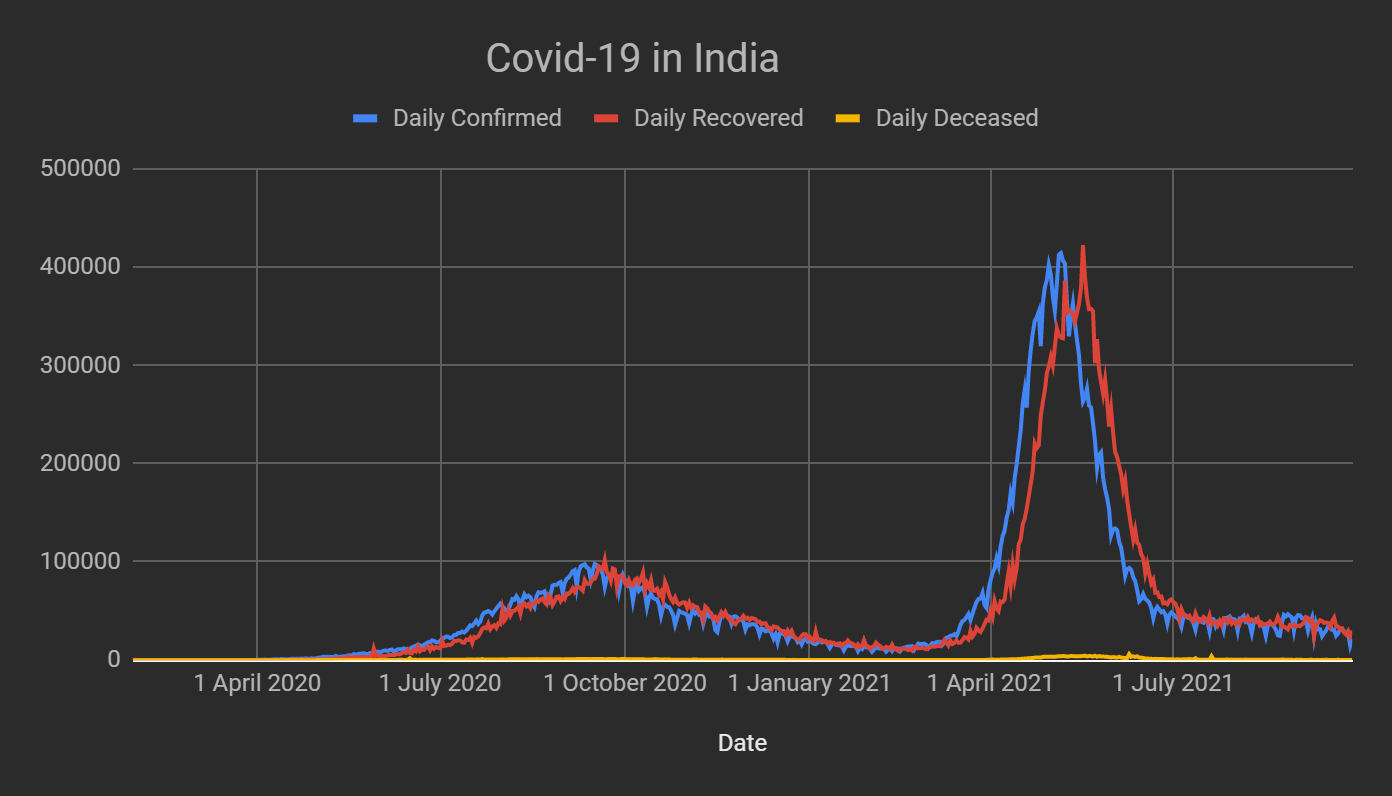 Covid-19 in India
Daily Confirmed Daily Recovered Daily Deceased
500000
400000
300000
200000
100000
0
1 April 2020 1 July 2020 1 October 2020 1 January 2021 1 April 2021 1 July 2021
Date